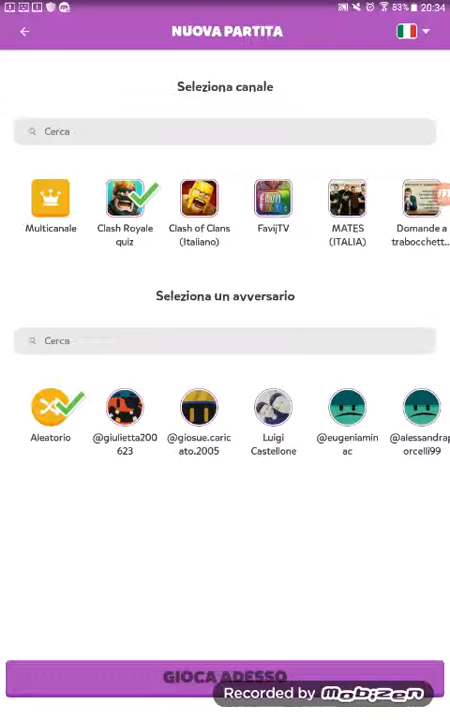 83% 20:34
NUOVA PARTITA
Seleziona canale
Cerca
Multicanale
Clash Royale
quiz
Clash of Clans
(Italiano)
FavijTV
MATES
(ITALIA)
Domande a
trabocchett...
Seleziona un avversario
Cerca
Aleatorio
@giulietta200
623
@giosue.caric
ato.2005
Luigi
Castellone
@eugeniamin
ac
@alessandrap
orcelli99
GIOCA ADESSO
Recorded by Mobizen